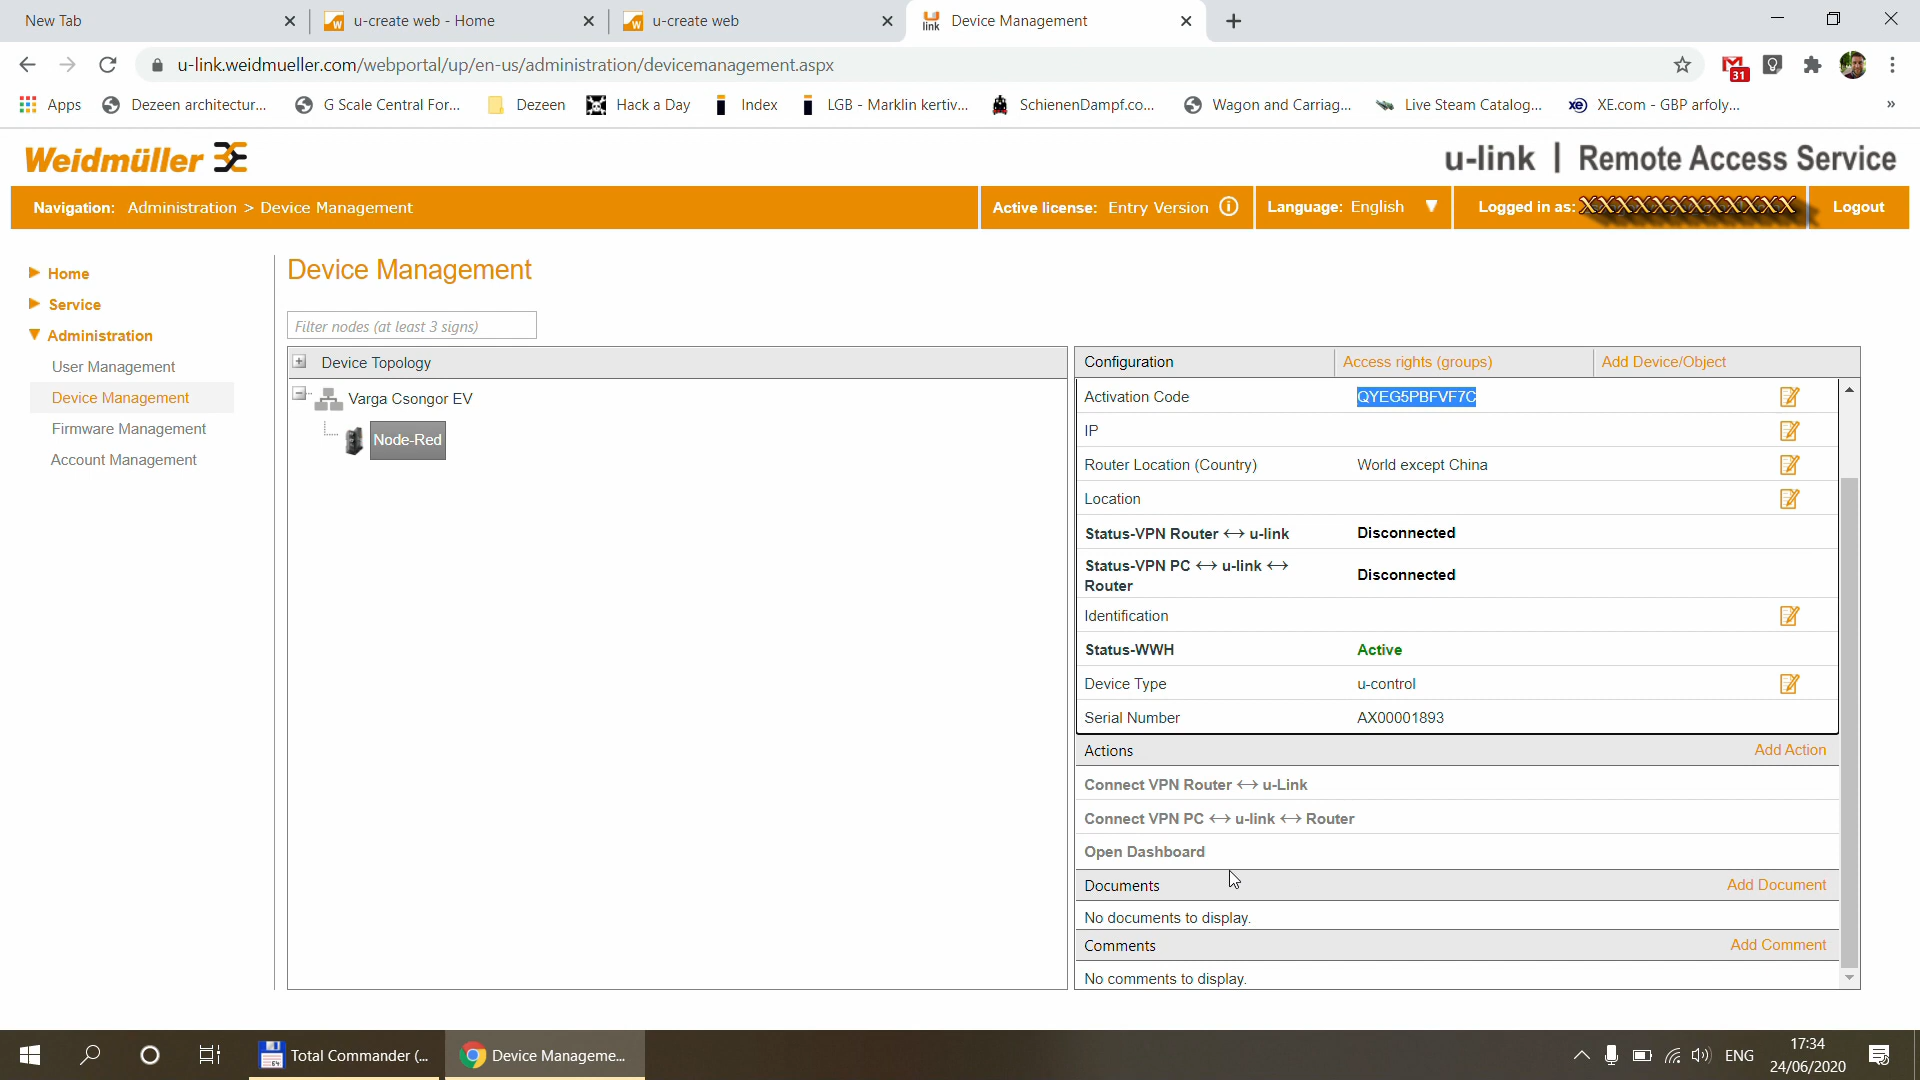 New Tab
u-create web - Home
u-create web
link
Device Management
u-link.weidmueller.com/webportal/up/en-us/administration/devicemanagement.aspx
31
Apps
Dezeen architectur...
G Scale Central For...
Dezeen
Hack a Day
Index
LGB - Marklin kertiv...
SchienenDampf.co...
Wagon and Carriag...
Live Steam Catalog...
XE.com - GBP arfoly...
»
Weidmüller
u-link | Remote Access Service
Navigation: Administration > Device Management
Active license: Entry Version
Language: English
Logged in as: XXXXXXXXXXXXX
Logout
Home
Service
Administration
User Management
Device Management
Firmware Management
Account Management
Device Management
Filter nodes (at least 3 signs)
Device Topology
Varga Csongor EV
Node-Red
Configuration
Access rights (groups)
Add Device/Object
Activation Code QYEG5PBFVF7C
IP
Router Location (Country) World except China
Location
Status-VPN Router ↔ u-link Disconnected
Status-VPN PC ↔ u-link ↔
Router Disconnected
Identification
Status-WWH Active
Device Type u-control
Serial Number AX00001893
Actions Add Action
Connect VPN Router ↔ u-Link
Connect VPN PC ↔ u-link ↔ Router
Open Dashboard
Documents Add Document
No documents to display.
Comments Add Comment
No comments to display.
Total Commander (...
Device Manageme...
ENG
17:34
24/06/2020